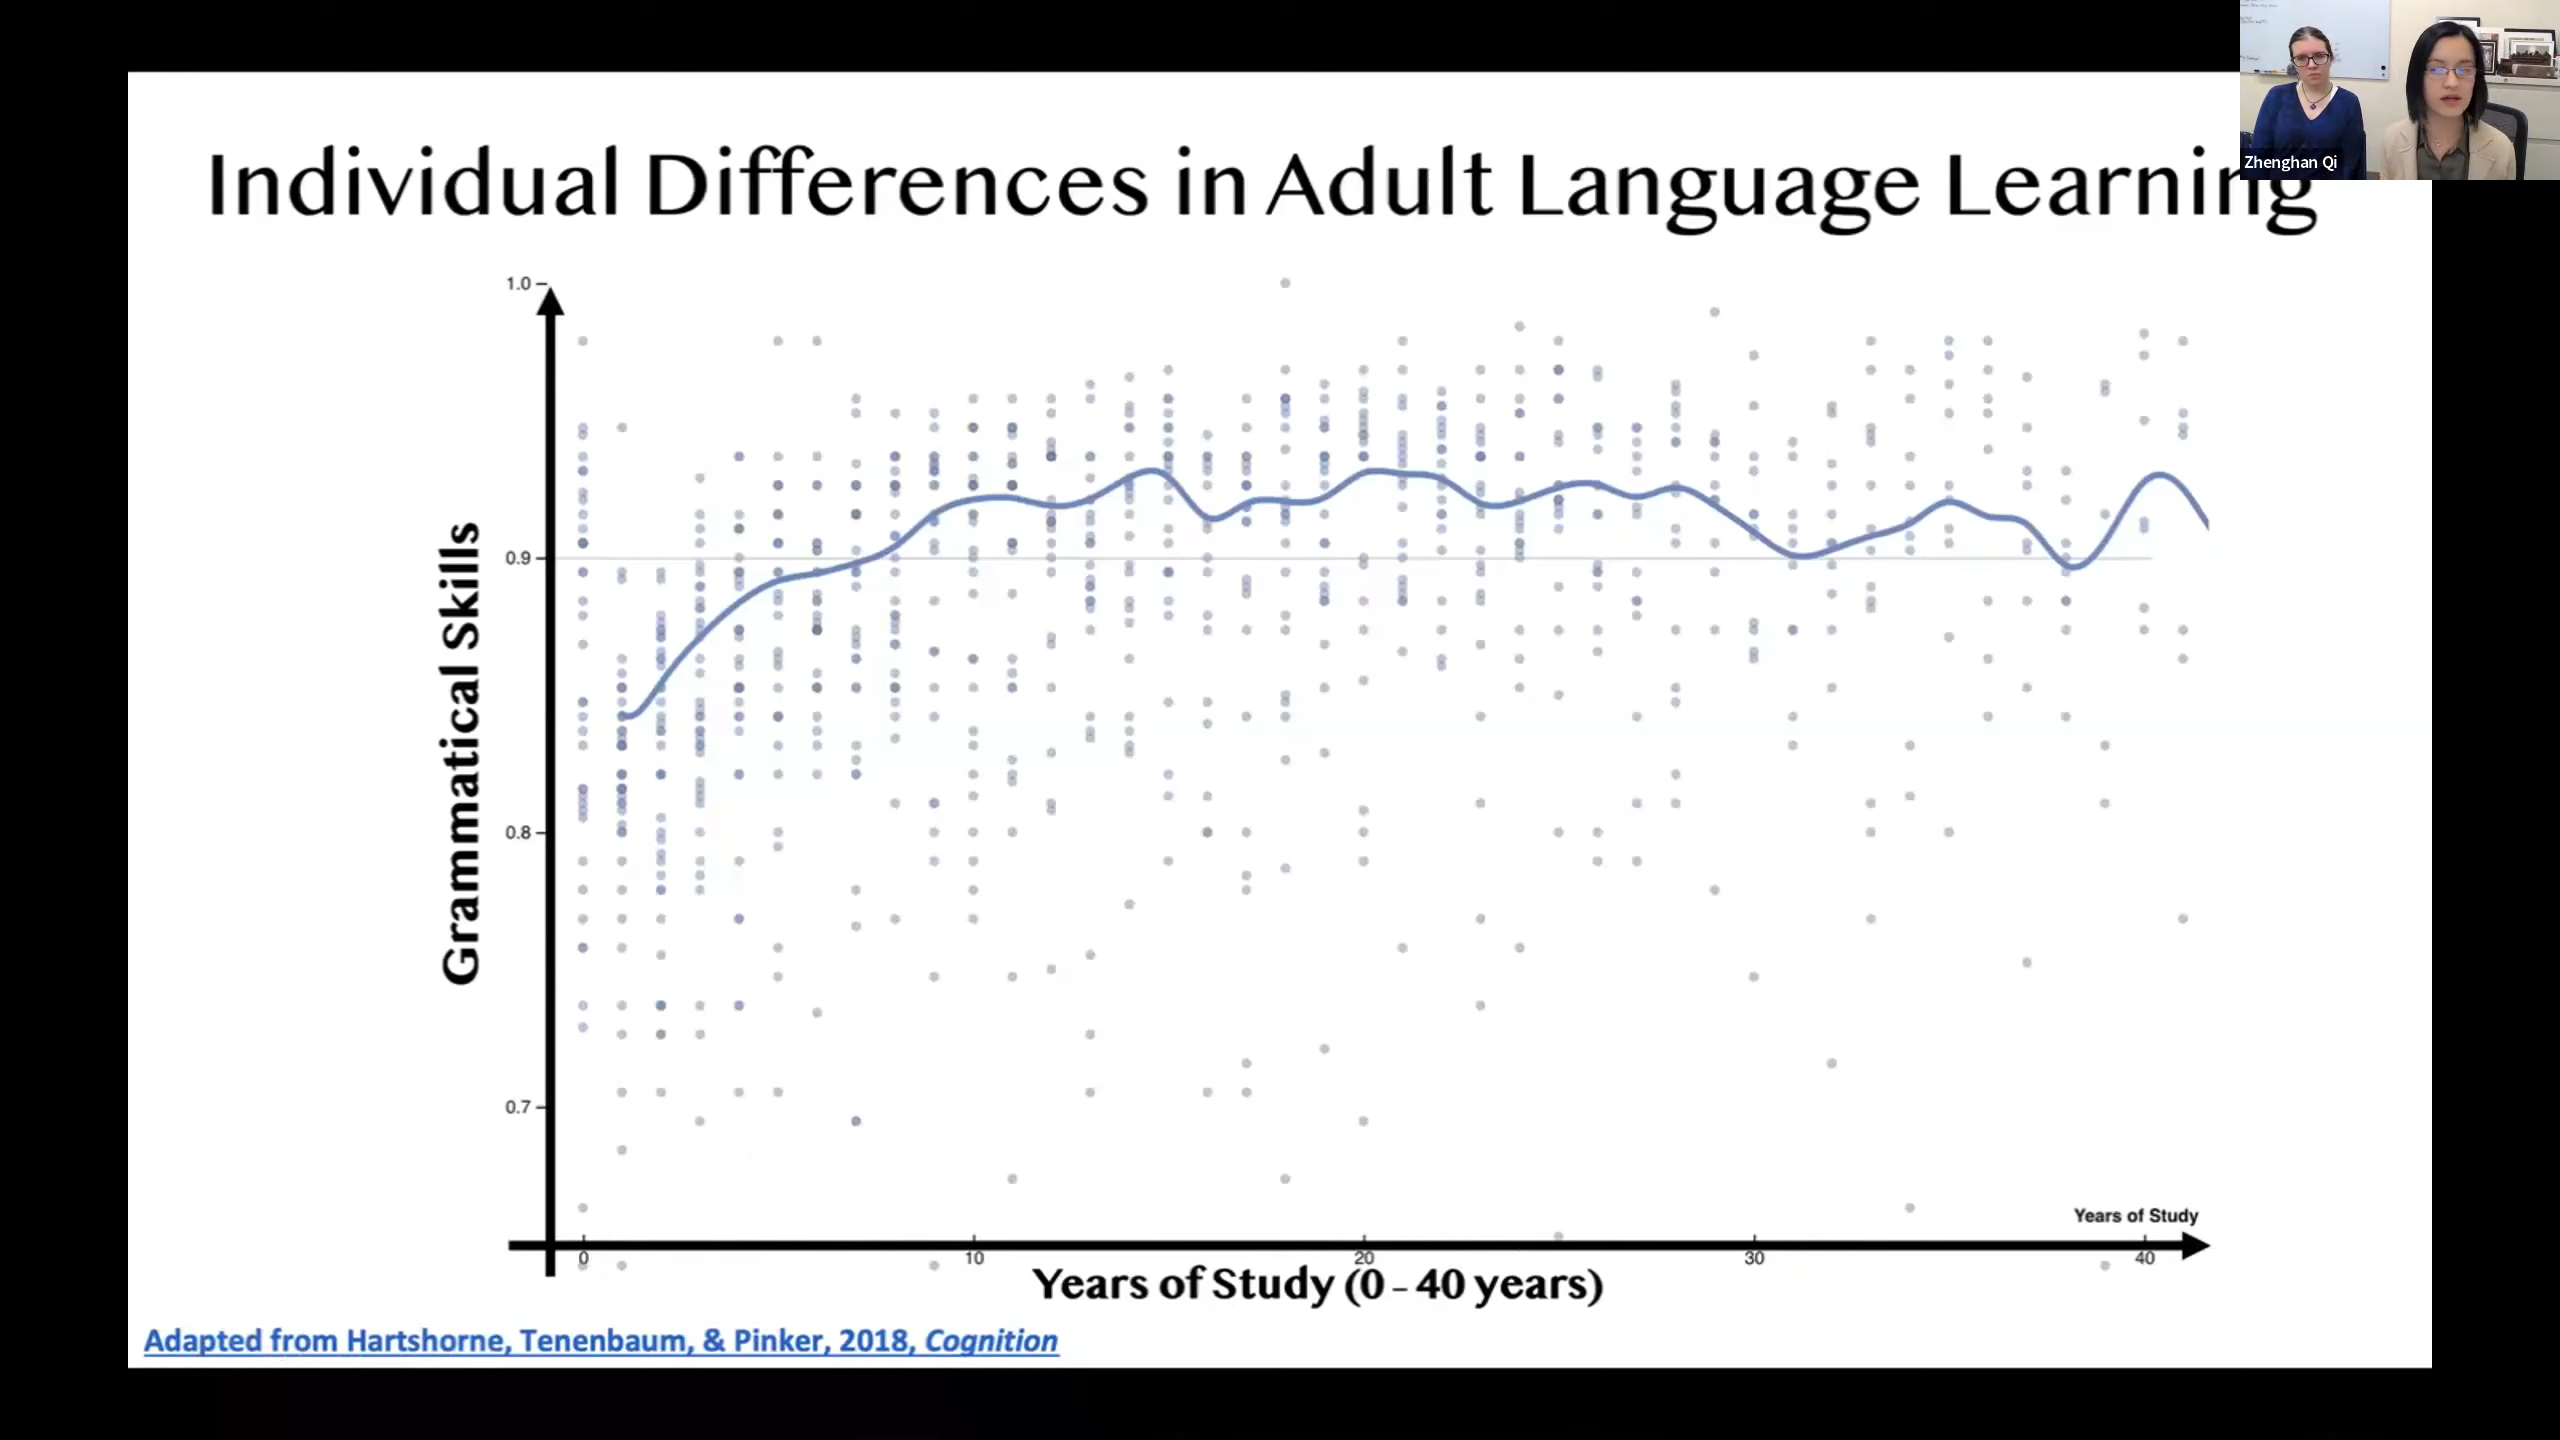 Zhenghan Qi
Individual Differences in Adult Language Learning
1.0
0.9
0.8
0.7
Grammatical Skills
Years of Study
0 10 20 30 40
Years of Study (0 - 40 years)
Adapted from Hartshorne, Tenenbaum, & Pinker, 2018, Cognition